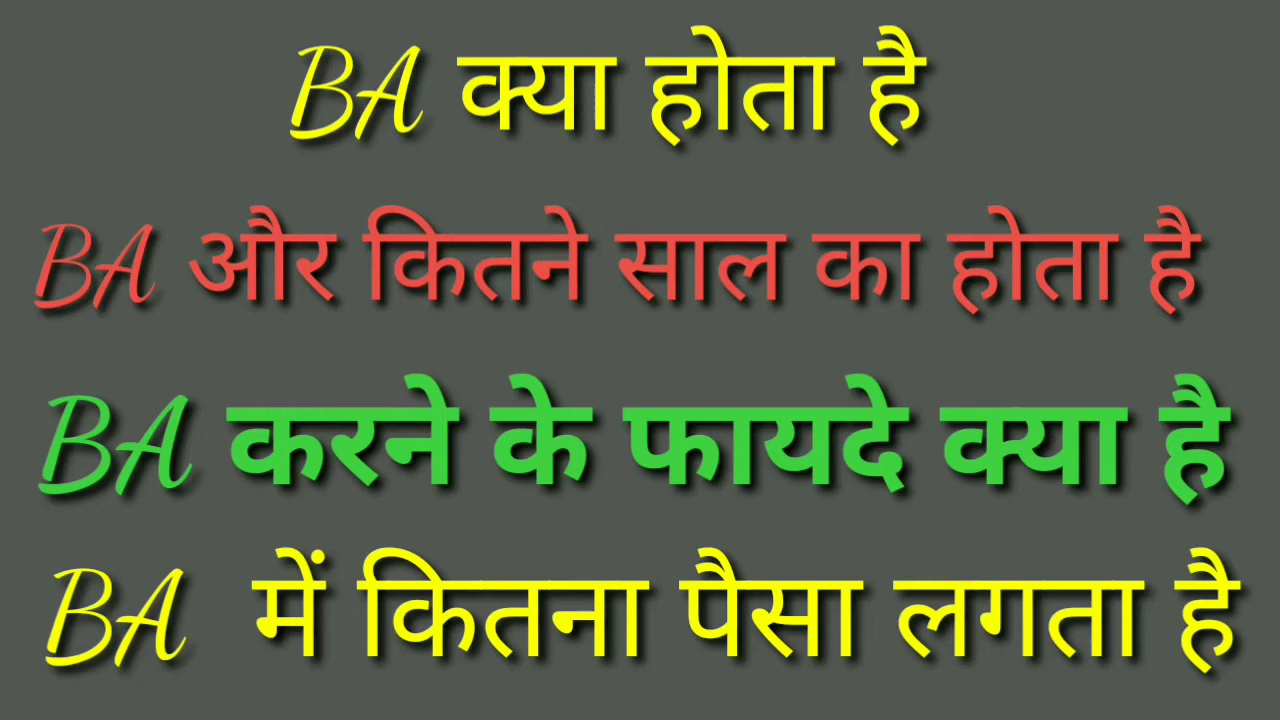 BA क्या होता है
BA और कितने साल का होता है
BA करने के फायदे क्या है
BA में कितना पैसा लगता है